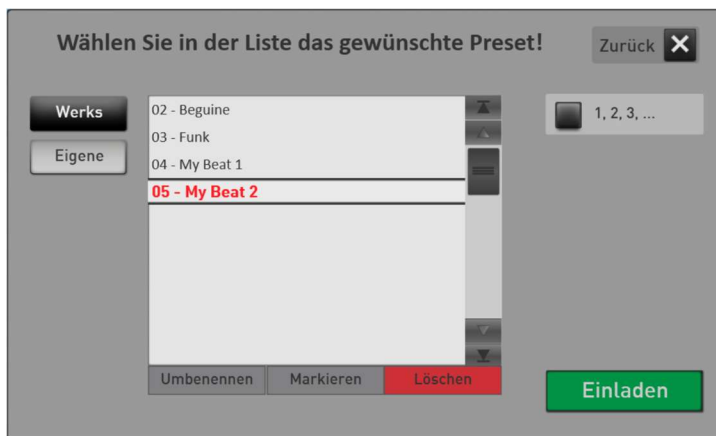 Wählen Sie in der Liste das gewünschte Preset!
Zurück
Werks
Eigene
02 - Beguine
03 - Funk
04 - My Beat 1
05 - My Beat 2
1, 2, 3, ...
Umbenennen
Markieren
Löschen
Einladen